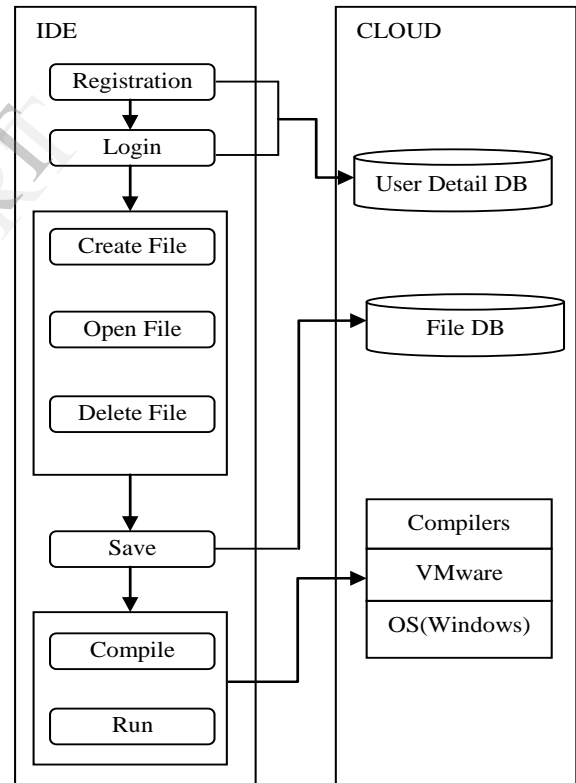 IDE
Registration
Login
Create File
Open File
Delete File
Save
Compile
Run
CLOUD
User Detail DB
File DB
Compilers
VMware
OS(Windows)